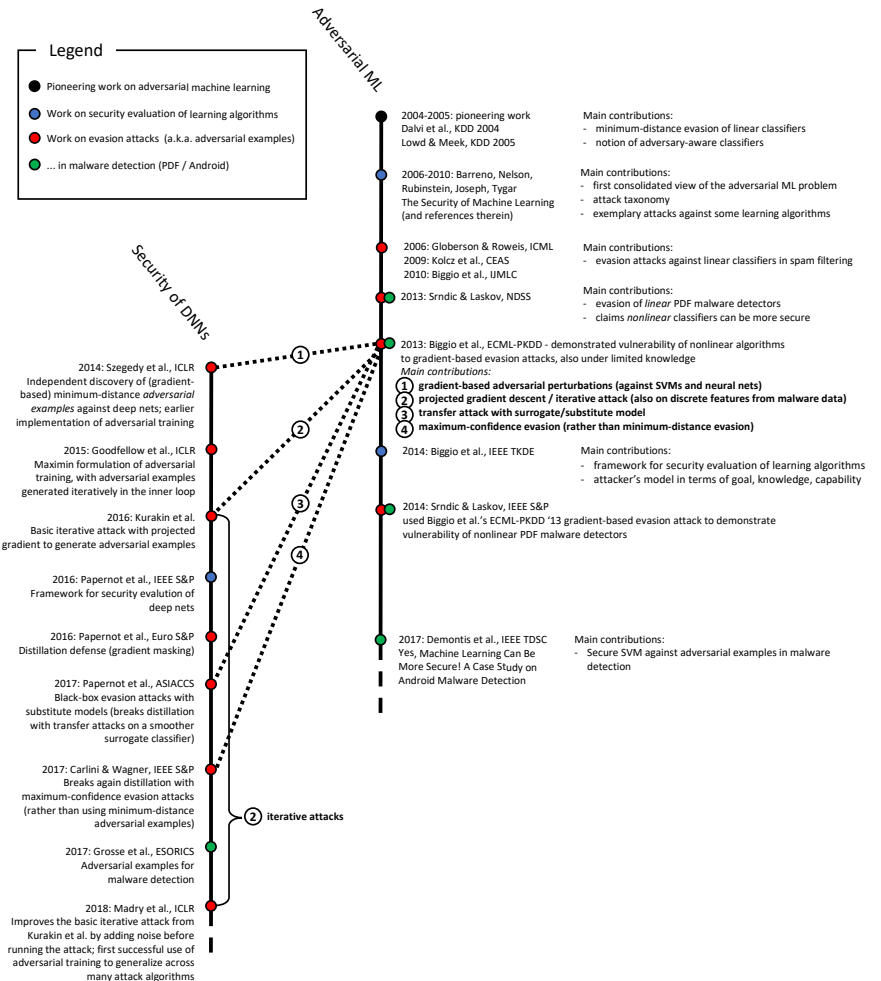 Legend
Pioneering work on adversarial machine learning
Work on security evaluation of learning algorithms
Work on evasion attacks (a.k.a. adversarial examples)
... in malware detection (PDF / Android)
Adversarial ML
2004-2005: pioneering work
Dalvi et al., KDD 2004
Lowd & Meek, KDD 2005
Main contributions:
- minimum-distance evasion of linear classifiers
- notion of adversary-aware classifiers
2006-2010: Barreno, Nelson,
Rubinstein, Joseph, Tygar
The Security of Machine Learning
(and references therein)
Main contributions:
- first consolidated view of the adversarial ML problem
- attack taxonomy
- exemplary attacks against some learning algorithms
2006: Globerson & Roweis, ICML
2009: Kolcz et al., CEAS
2010: Biggio et al., IJMLC
Main contributions:
- evasion attacks against linear classifiers in spam filtering
2013: Srndic & Laskov, NDSS
Main contributions:
- evasion of linear PDF malware detectors
- claims nonlinear classifiers can be more secure
2013: Biggio et al., ECML-PKDD - demonstrated vulnerability of nonlinear algorithms
to gradient-based evasion attacks, also under limited knowledge
Main contributions:
1 gradient-based adversarial perturbations (against SVMs and neural nets)
2 projected gradient descent / iterative attack (also on discrete features from malware data)
3 transfer attack with surrogate/substitute model
4 maximum-confidence evasion (rather than minimum-distance evasion)
2014: Biggio et al., IEEE TKDE
Main contributions:
- framework for security evaluation of learning algorithms
- attacker's model in terms of goal, knowledge, capability
2014: Srndic & Laskov, IEEE S&P
used Biggio et al.'s ECML-PKDD '13 gradient-based evasion attack to demonstrate
vulnerability of nonlinear PDF malware detectors
2017: Demontis et al., IEEE TDSC
Yes, Machine Learning Can Be
More Secure! A Case Study on
Android Malware Detection
Main contributions:
- Secure SVM against adversarial examples in malware
detection
Security of DNNs
1
2
3
4
2014: Szegedy et al., ICLR
Independent discovery of (gradient-
based) minimum-distance adversarial
examples against deep nets; earlier
implementation of adversarial training
2015: Goodfellow et al., ICLR
Maximin formulation of adversarial
training, with adversarial examples
generated iteratively in the inner loop
2016: Kurakin et al.
Basic iterative attack with projected
gradient to generate adversarial examples
2016: Papernot et al., IEEE S&P
Framework for security evalution of
deep nets
2016: Papernot et al., Euro S&P
Distillation defense (gradient masking)
2017: Papernot et al., ASIACCS
Black-box evasion attacks with
substitute models (breaks distillation
with transfer attacks on a smoother
surrogate classifier)
2017: Carlini & Wagner, IEEE S&P
Breaks again distillation with
maximum-confidence evasion attacks
(rather than using minimum-distance
adversarial examples)
2 iterative attacks
2017: Grosse et al., ESORICS
Adversarial examples for
malware detection
2018: Madry et al., ICLR
Improves the basic iterative attack from
Kurakin et al. by adding noise before
running the attack; first successful use of
adversarial training to generalize across
many attack algorithms